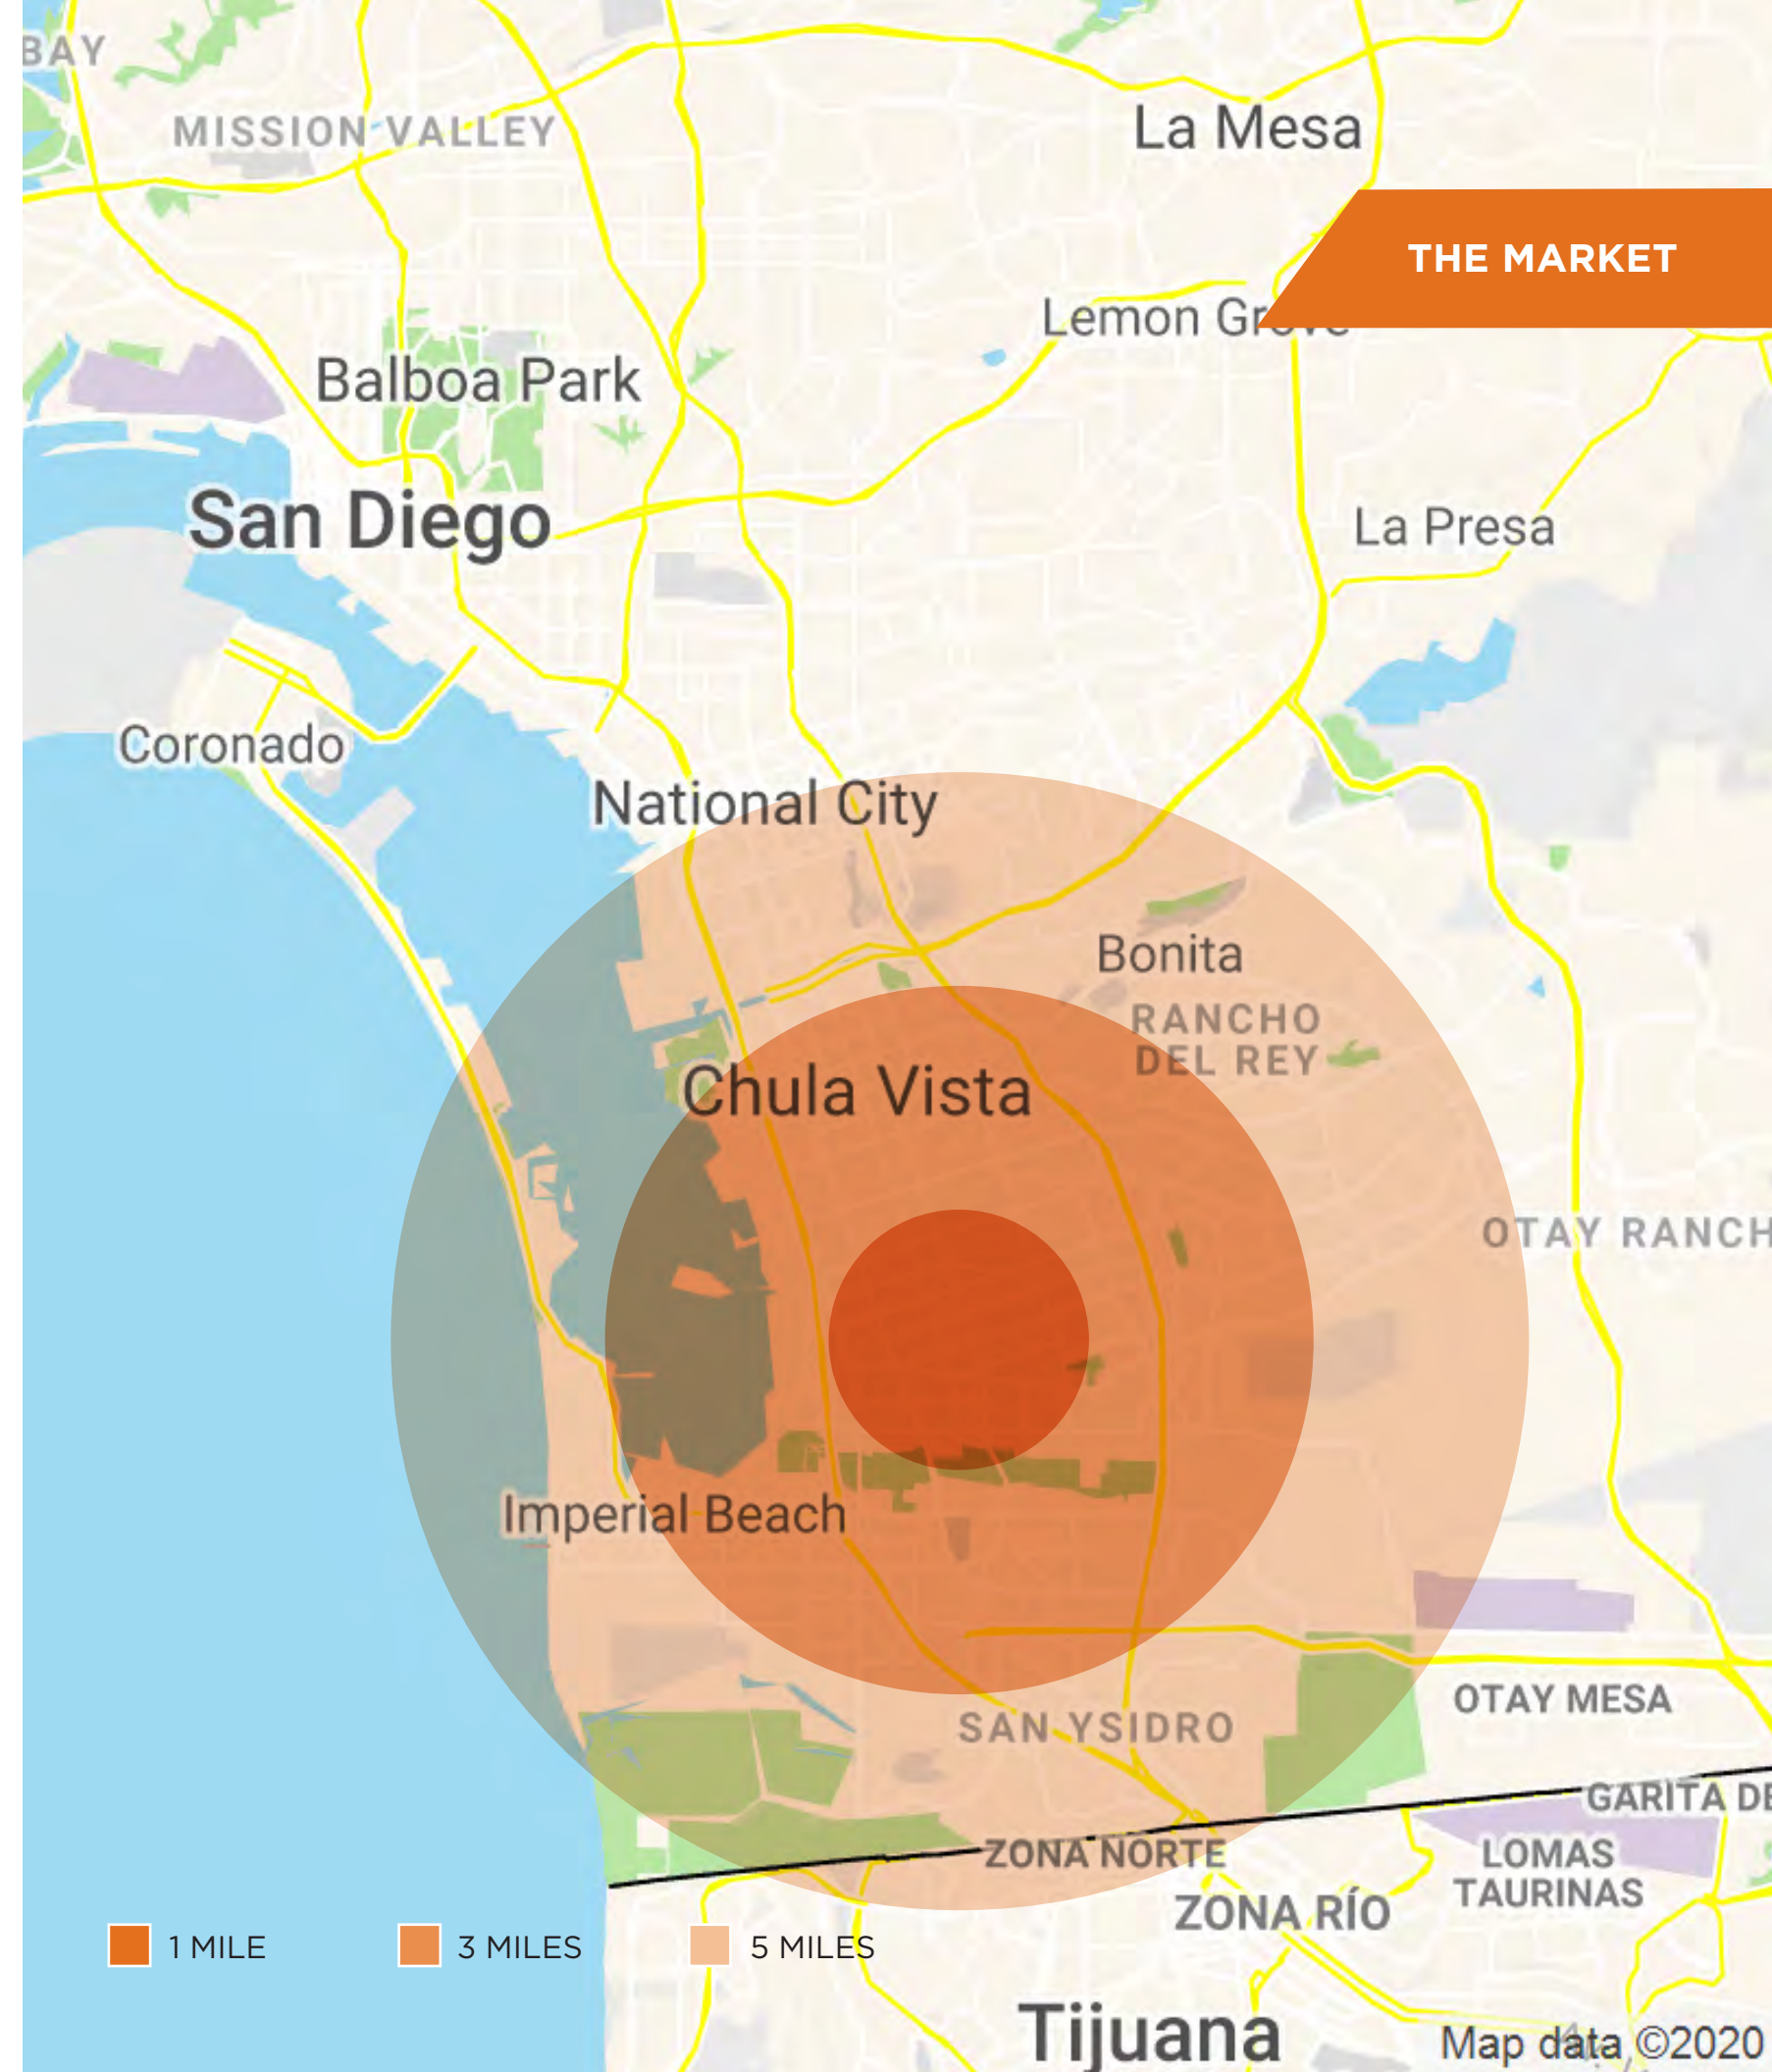 BAY
MISSION VALLEY
La Mesa
THE MARKET
Lemon Grove
Balboa Park
San Diego
La Presa
Coronado
National City
Bonita
RANCHO
DEL REY
Chula Vista
OTAY RANCH
Imperial Beach
OTAY MESA
SAN YSIDRO
GARITA DE
ZONA NORTE
LOMAS
TAURINAS
ZONA RÍO
1 MILE
3 MILES
5 MILES
Tijuana
Map data ©2020